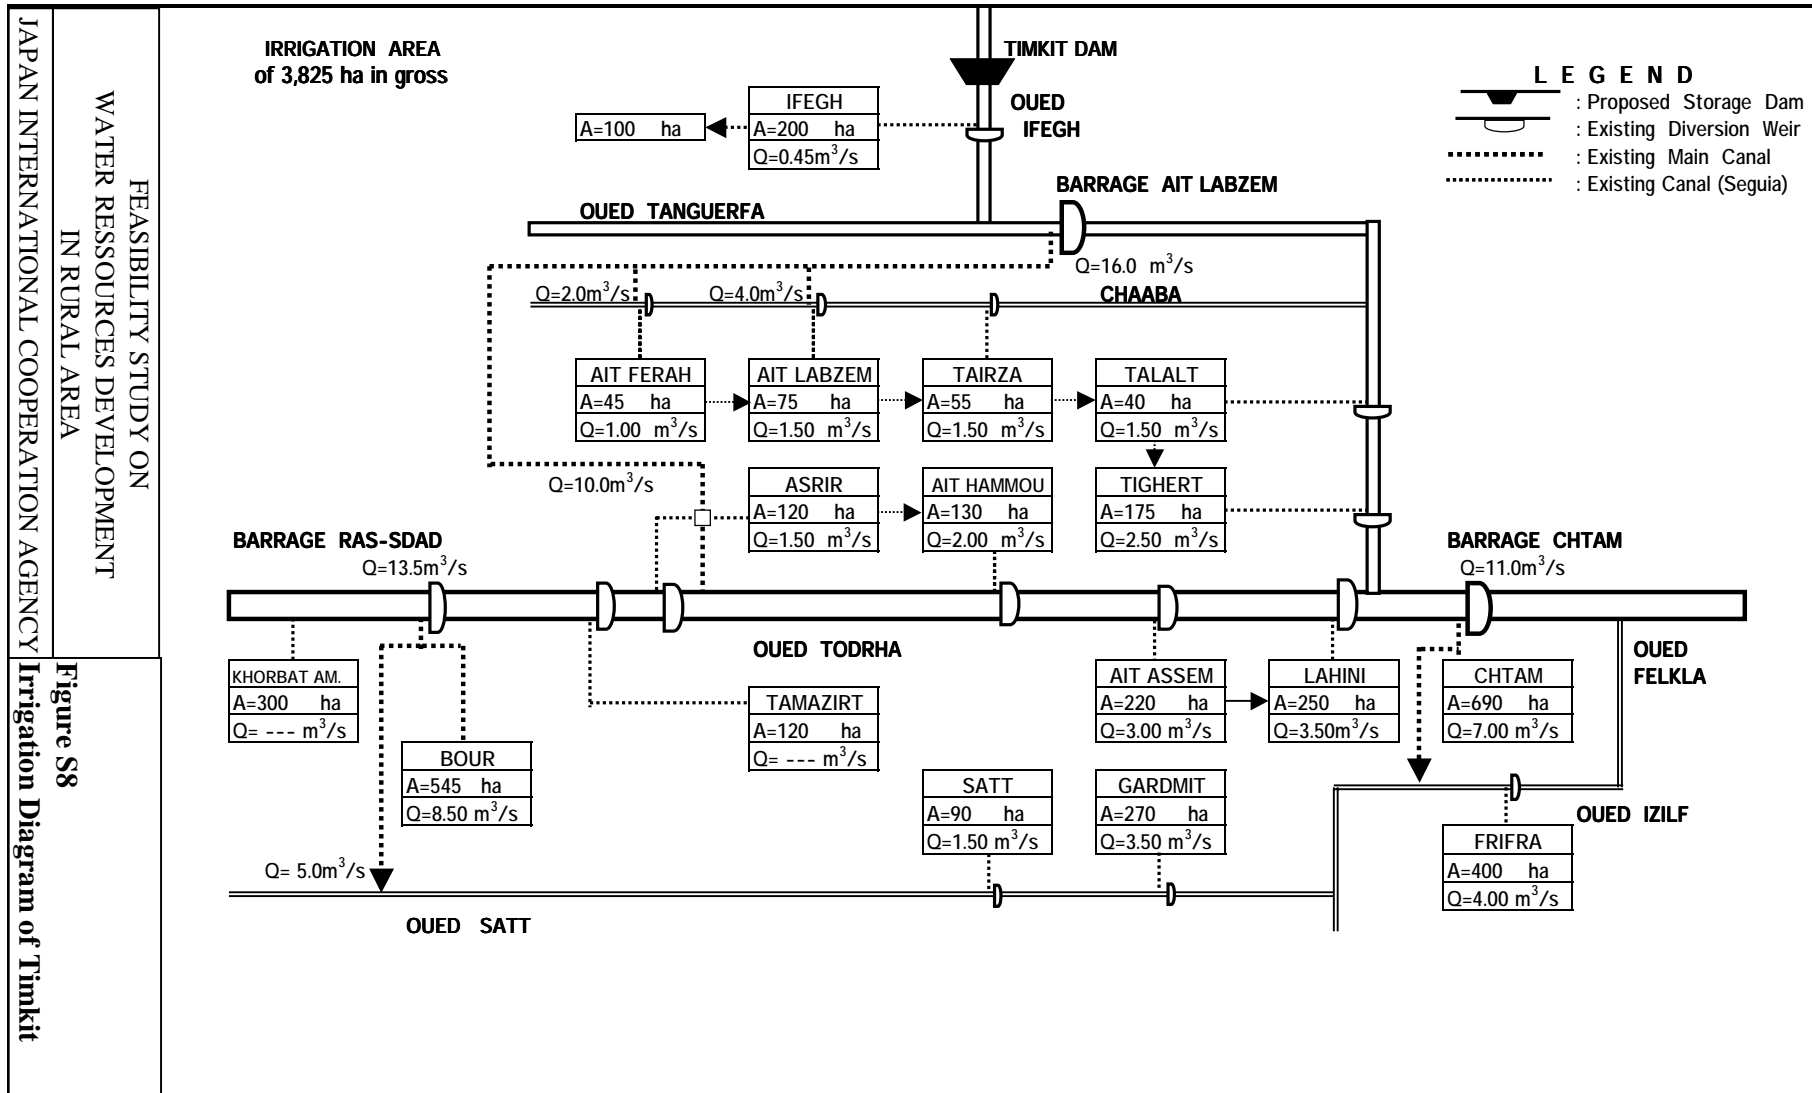 JAPAN INTERNATIONAL COOPERATION AGENCY
FEASIBILITY STUDY ON
WATER RESSOURCES DEVELOPMENT
IN RURAL AREA
Figure S8
Irrigation Diagram of Timkit
IRRIGATION AREA
of 3,825 ha in gross
TIMKIT DAM
OUED
IFEGH
LEGEND
: Proposed Storage Dam
: Existing Diversion Weir
: Existing Main Canal
: Existing Canal (Seguia)
A=100 ha
IFEGH
A=200 ha
Q=0.45m³/s
BARRAGE AIT LABZEM
OUED TANGUERFA
Q=16.0 m³/s
Q=2.0m³/s
Q=4.0m³/s
CHAABA
AIT FERAH
A=45 ha
Q=1.00 m³/s
AIT LABZEM
A=75 ha
Q=1.50 m³/s
TAIRZA
A=55 ha
Q=1.50 m³/s
TALALT
A=40 ha
Q=1.50 m³/s
Q=10.0m³/s
ASRIR
A=120 ha
Q=1.50 m³/s
AIT HAMMOU
A=130 ha
Q=2.00 m³/s
TIGHERT
A=175 ha
Q=2.50 m³/s
BARRAGE RAS-SDAD
Q=13.5m³/s
BARRAGE CHTAM
Q=11.0m³/s
OUED TODRHA
OUED
FELKLA
KHORBAT AM.
A=300 ha
Q= --- m³/s
BOUR
A=545 ha
Q=8.50 m³/s
TAMAZIRT
A=120 ha
Q= --- m³/s
AIT ASSEM
A=220 ha
Q=3.00 m³/s
LAHINI
A=250 ha
Q=3.50m³/s
CHTAM
A=690 ha
Q=7.00 m³/s
SATT
A=90 ha
Q=1.50 m³/s
GARDMIT
A=270 ha
Q=3.50 m³/s
OUED IZILF
FRIFRA
A=400 ha
Q=4.00 m³/s
Q= 5.0m³/s
OUED SATT